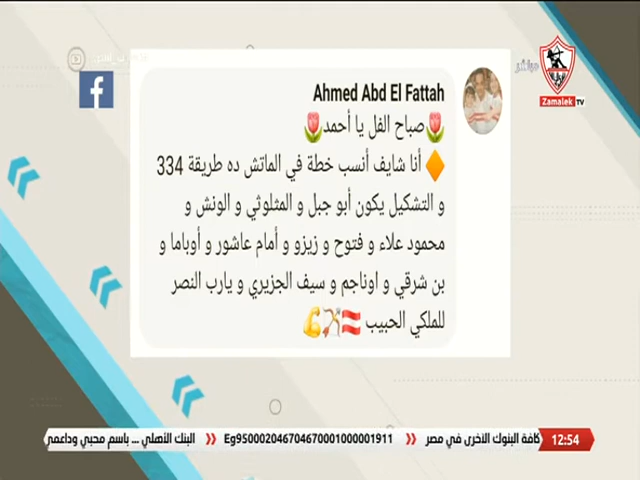 مباشر
Zamalek TV
Ahmed Abd El Fattah
🌷صباح الفل يا أحمد🌷
🔶 أنا شايف أنسب خطة في الماتش ده طريقة 334
و التشكيل يكون أبو جبل و المثلوثي و الونش و
محمود علاء و فتوح و زيزو و أمام عاشور و أوباما و
بن شرقي و اوناجم و سيف الجزيري و يارب النصر
للملكي الحبيب 🇦🇹🏹💪
12:54
كافة البنوك الاخرى في مصر » Eg950002046704670001000001911 » البنك الأهلي ... باسم محبي وداعمي